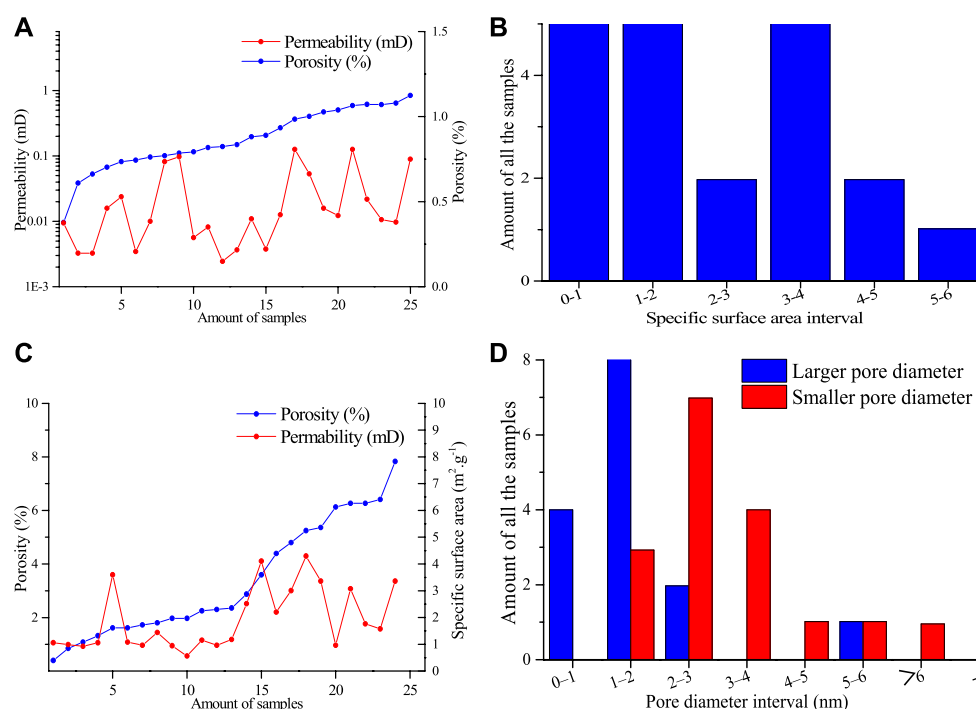 A
Permeability (mD)
Porosity (%)
1
0.1
0.01
1E-3
Permeability (mD)
1.5
1.0
0.5
0.0
Porosity (%)
5 10 15 20 25
Amount of samples
B
4
2
0
Amount of all the samples
0-1 1-2 2-3 3-4 4-5 5-6
Specific surface area interval
C
Porosity (%)
Permability (mD)
10
8
6
4
2
Porosity (%)
10
9
8
7
6
5
4
3
2
1
0
Specific surface area (m².g⁻¹)
5 10 15 20 25
Amount of samples
D
Larger pore diameter
Smaller pore diameter
8
6
4
2
0
Amount of all the samples
0–1 1–2 2–3 3–4 4–5 5–6 >6
Pore diameter interval (nm)